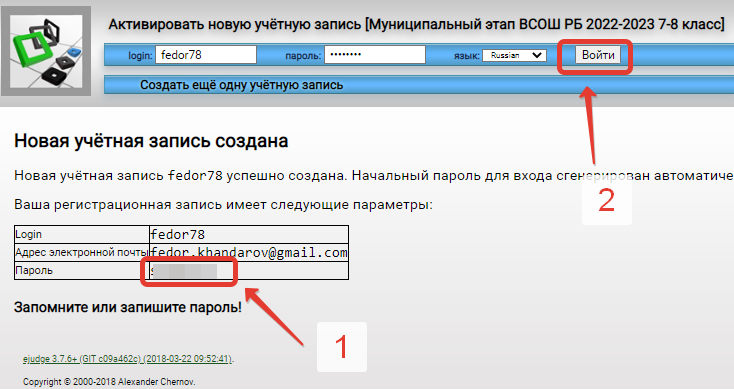 Активировать новую учётную запись [Муниципальный этап ВСОШ РБ 2022-2023 7-8 класс]
login: fedor78 пароль: •••••••• язык: Russian Войти
Создать ещё одну учётную запись
Новая учётная запись создана
Новая учётная запись fedor78 успешно создана. Начальный пароль для входа сгенерирован автоматиче
2
Ваша регистрационная запись имеет следующие параметры:
Login fedor78
Адрес электронной почты fedor.khandarov@gmail.com
Пароль
Запомните или запишите пароль!
1
ejudge 3.7.6+ (GIT c09a462c) (2018-03-22 09:52:41).
Copyright © 2000-2018 Alexander Chernov.